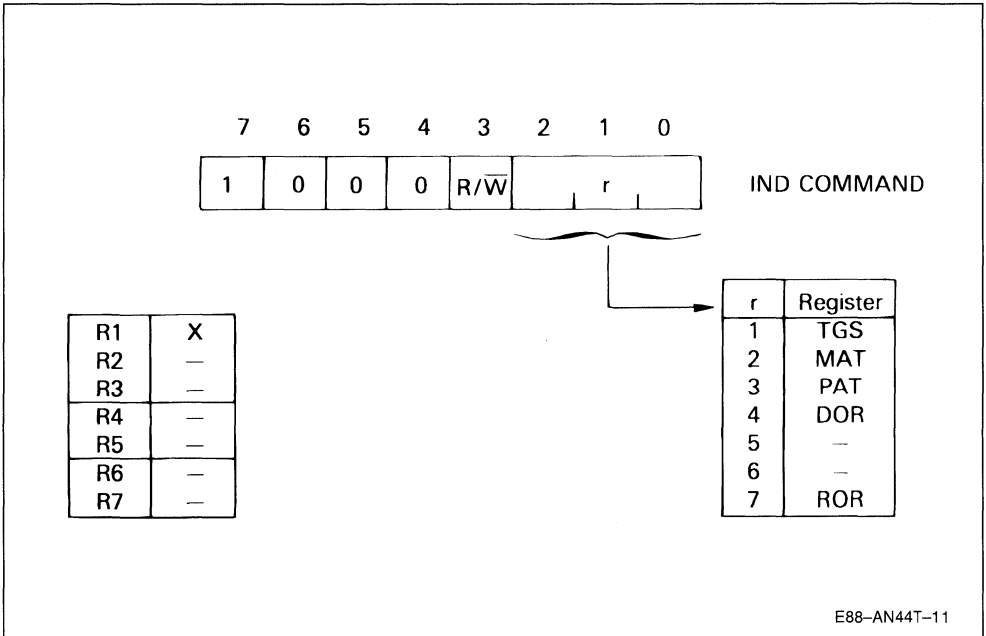 7 6 5 4 3 2 1 0
1 0 0 0 R/W̅ r IND COMMAND
r Register
1 TGS
2 MAT
3 PAT
4 DOR
5 —
6 —
7 ROR
R1 X
R2 —
R3 —
R4 —
R5 —
R6 —
R7 —
E88–AN44T–11